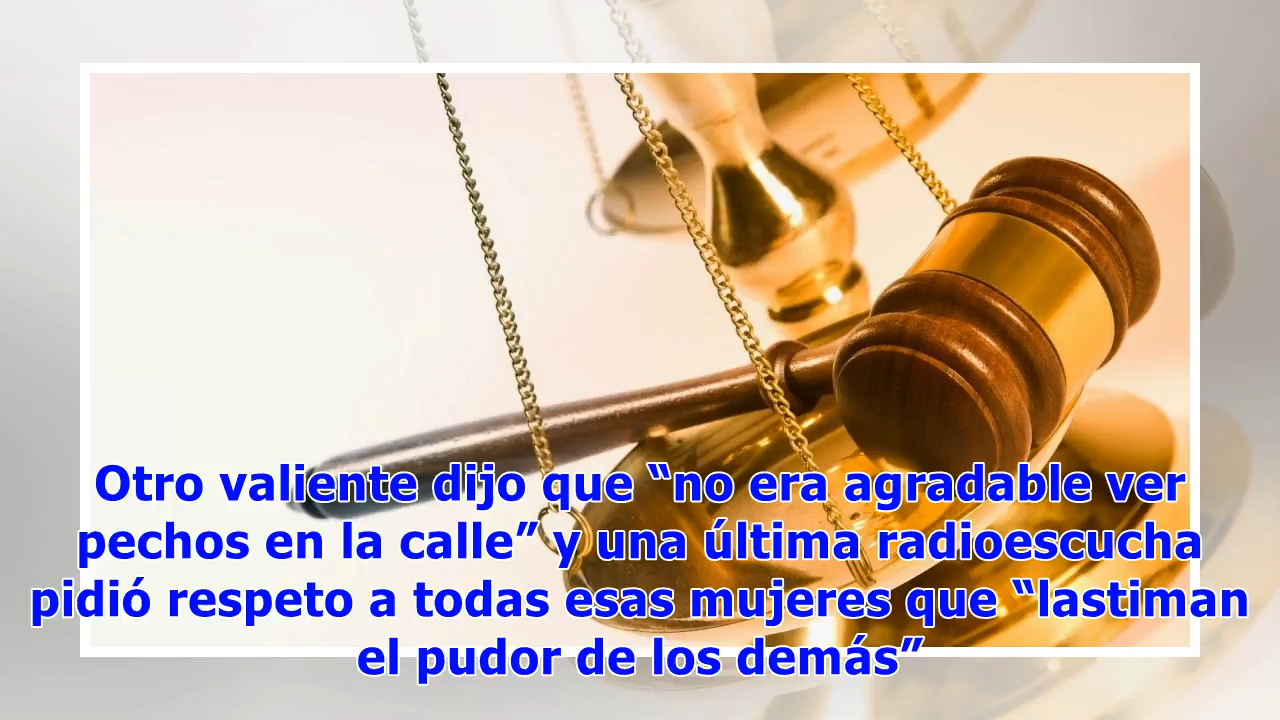 Otro valiente dijo que “no era agradable ver
pechos en la calle” y una última radioescucha
pidió respeto a todas esas mujeres que “lastiman
el pudor de los demás”